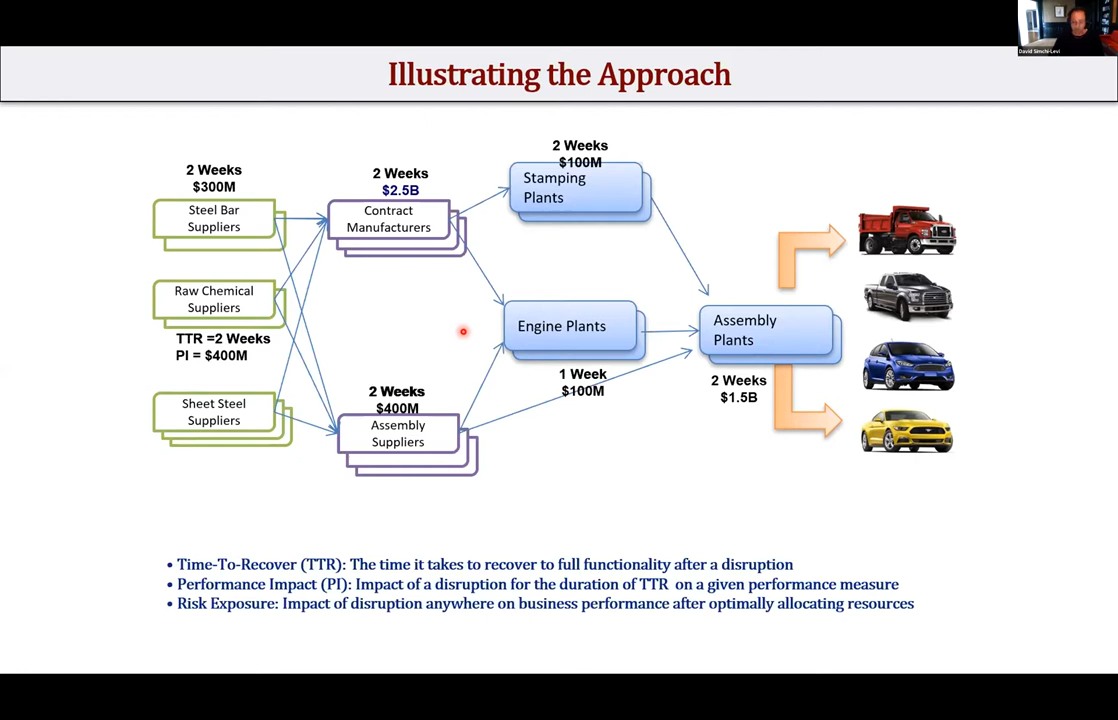 David Simchi-Levi
Illustrating the Approach
2 Weeks
$300M
Steel Bar
Suppliers
Raw Chemical
Suppliers
TTR =2 Weeks
PI = $400M
Sheet Steel
Suppliers
2 Weeks
$2.5B
Contract
Manufacturers
2 Weeks
$400M
Assembly
Suppliers
2 Weeks
$100M
Stamping
Plants
Engine Plants
1 Week
$100M
Assembly
Plants
2 Weeks
$1.5B
• Time-To-Recover (TTR): The time it takes to recover to full functionality after a disruption
• Performance Impact (PI): Impact of a disruption for the duration of TTR on a given performance measure
• Risk Exposure: Impact of disruption anywhere on business performance after optimally allocating resources